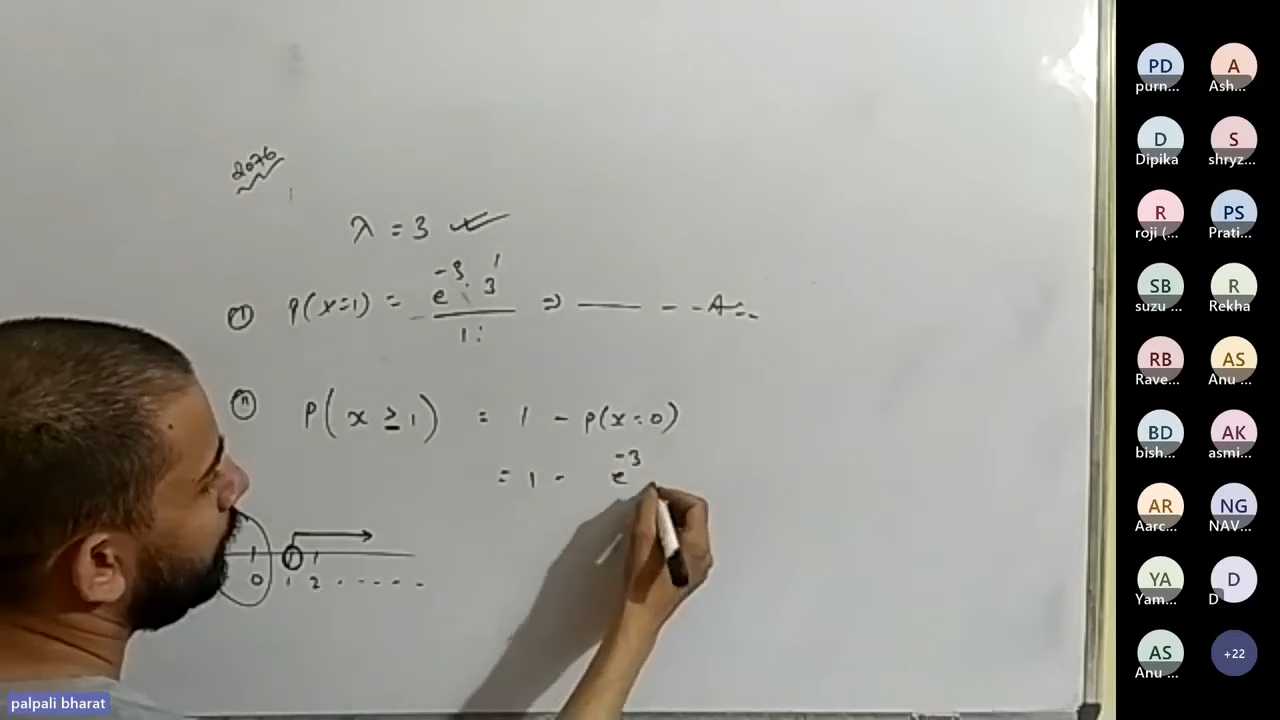 2076
λ = 3
① P(x=1) = e^-3 . 3^1 / 1! ⇒ —— - - A
② P(x ≥ 1) = 1 - P(x=0)
= 1 - e^-3
0 1 2 . - - - - -
palpali bharat
PD A
purn... Ash...
D S
Dipika shryz...
R PS
roji (... Prati...
SB R
suzu ... Rekha
RB AS
Rave... Anu ...
BD AK
bish... asmi...
AR NG
Aarc... NAV...
YA D
Yam... D
AS +22
Anu ...